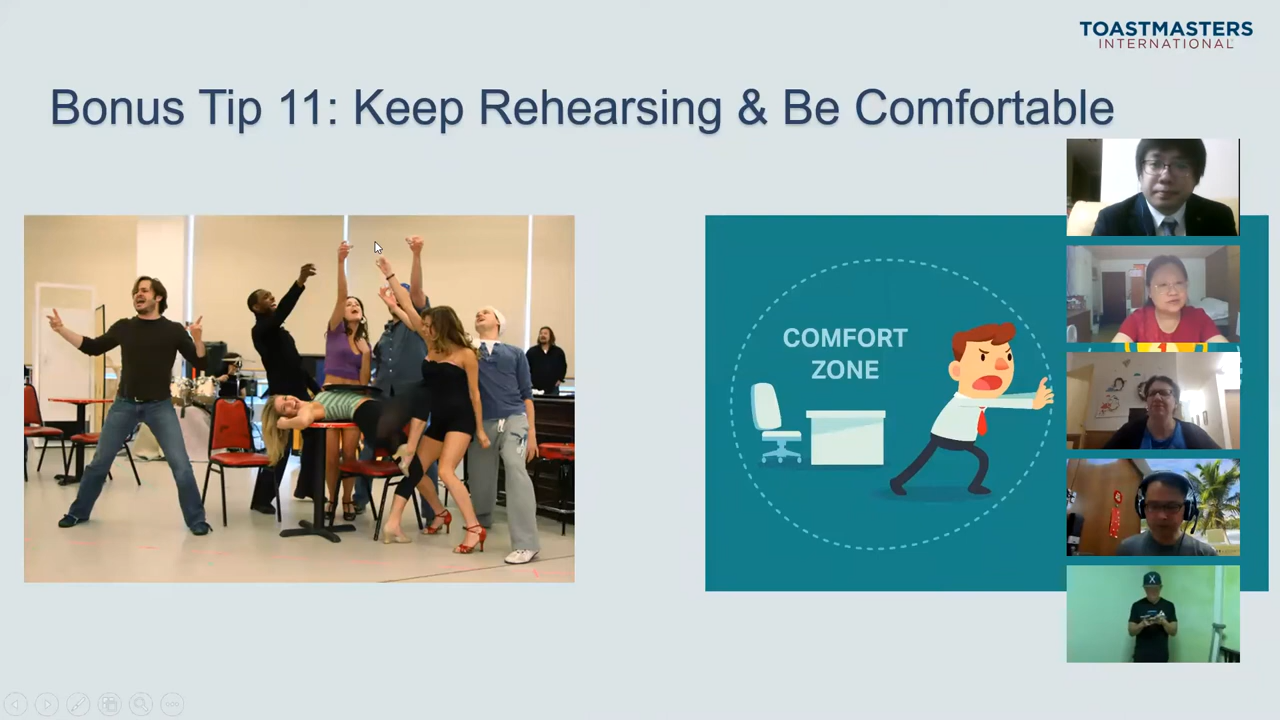 TOASTMASTERS
INTERNATIONAL
Bonus Tip 11: Keep Rehearsing & Be Comfortable
COMFORT
ZONE